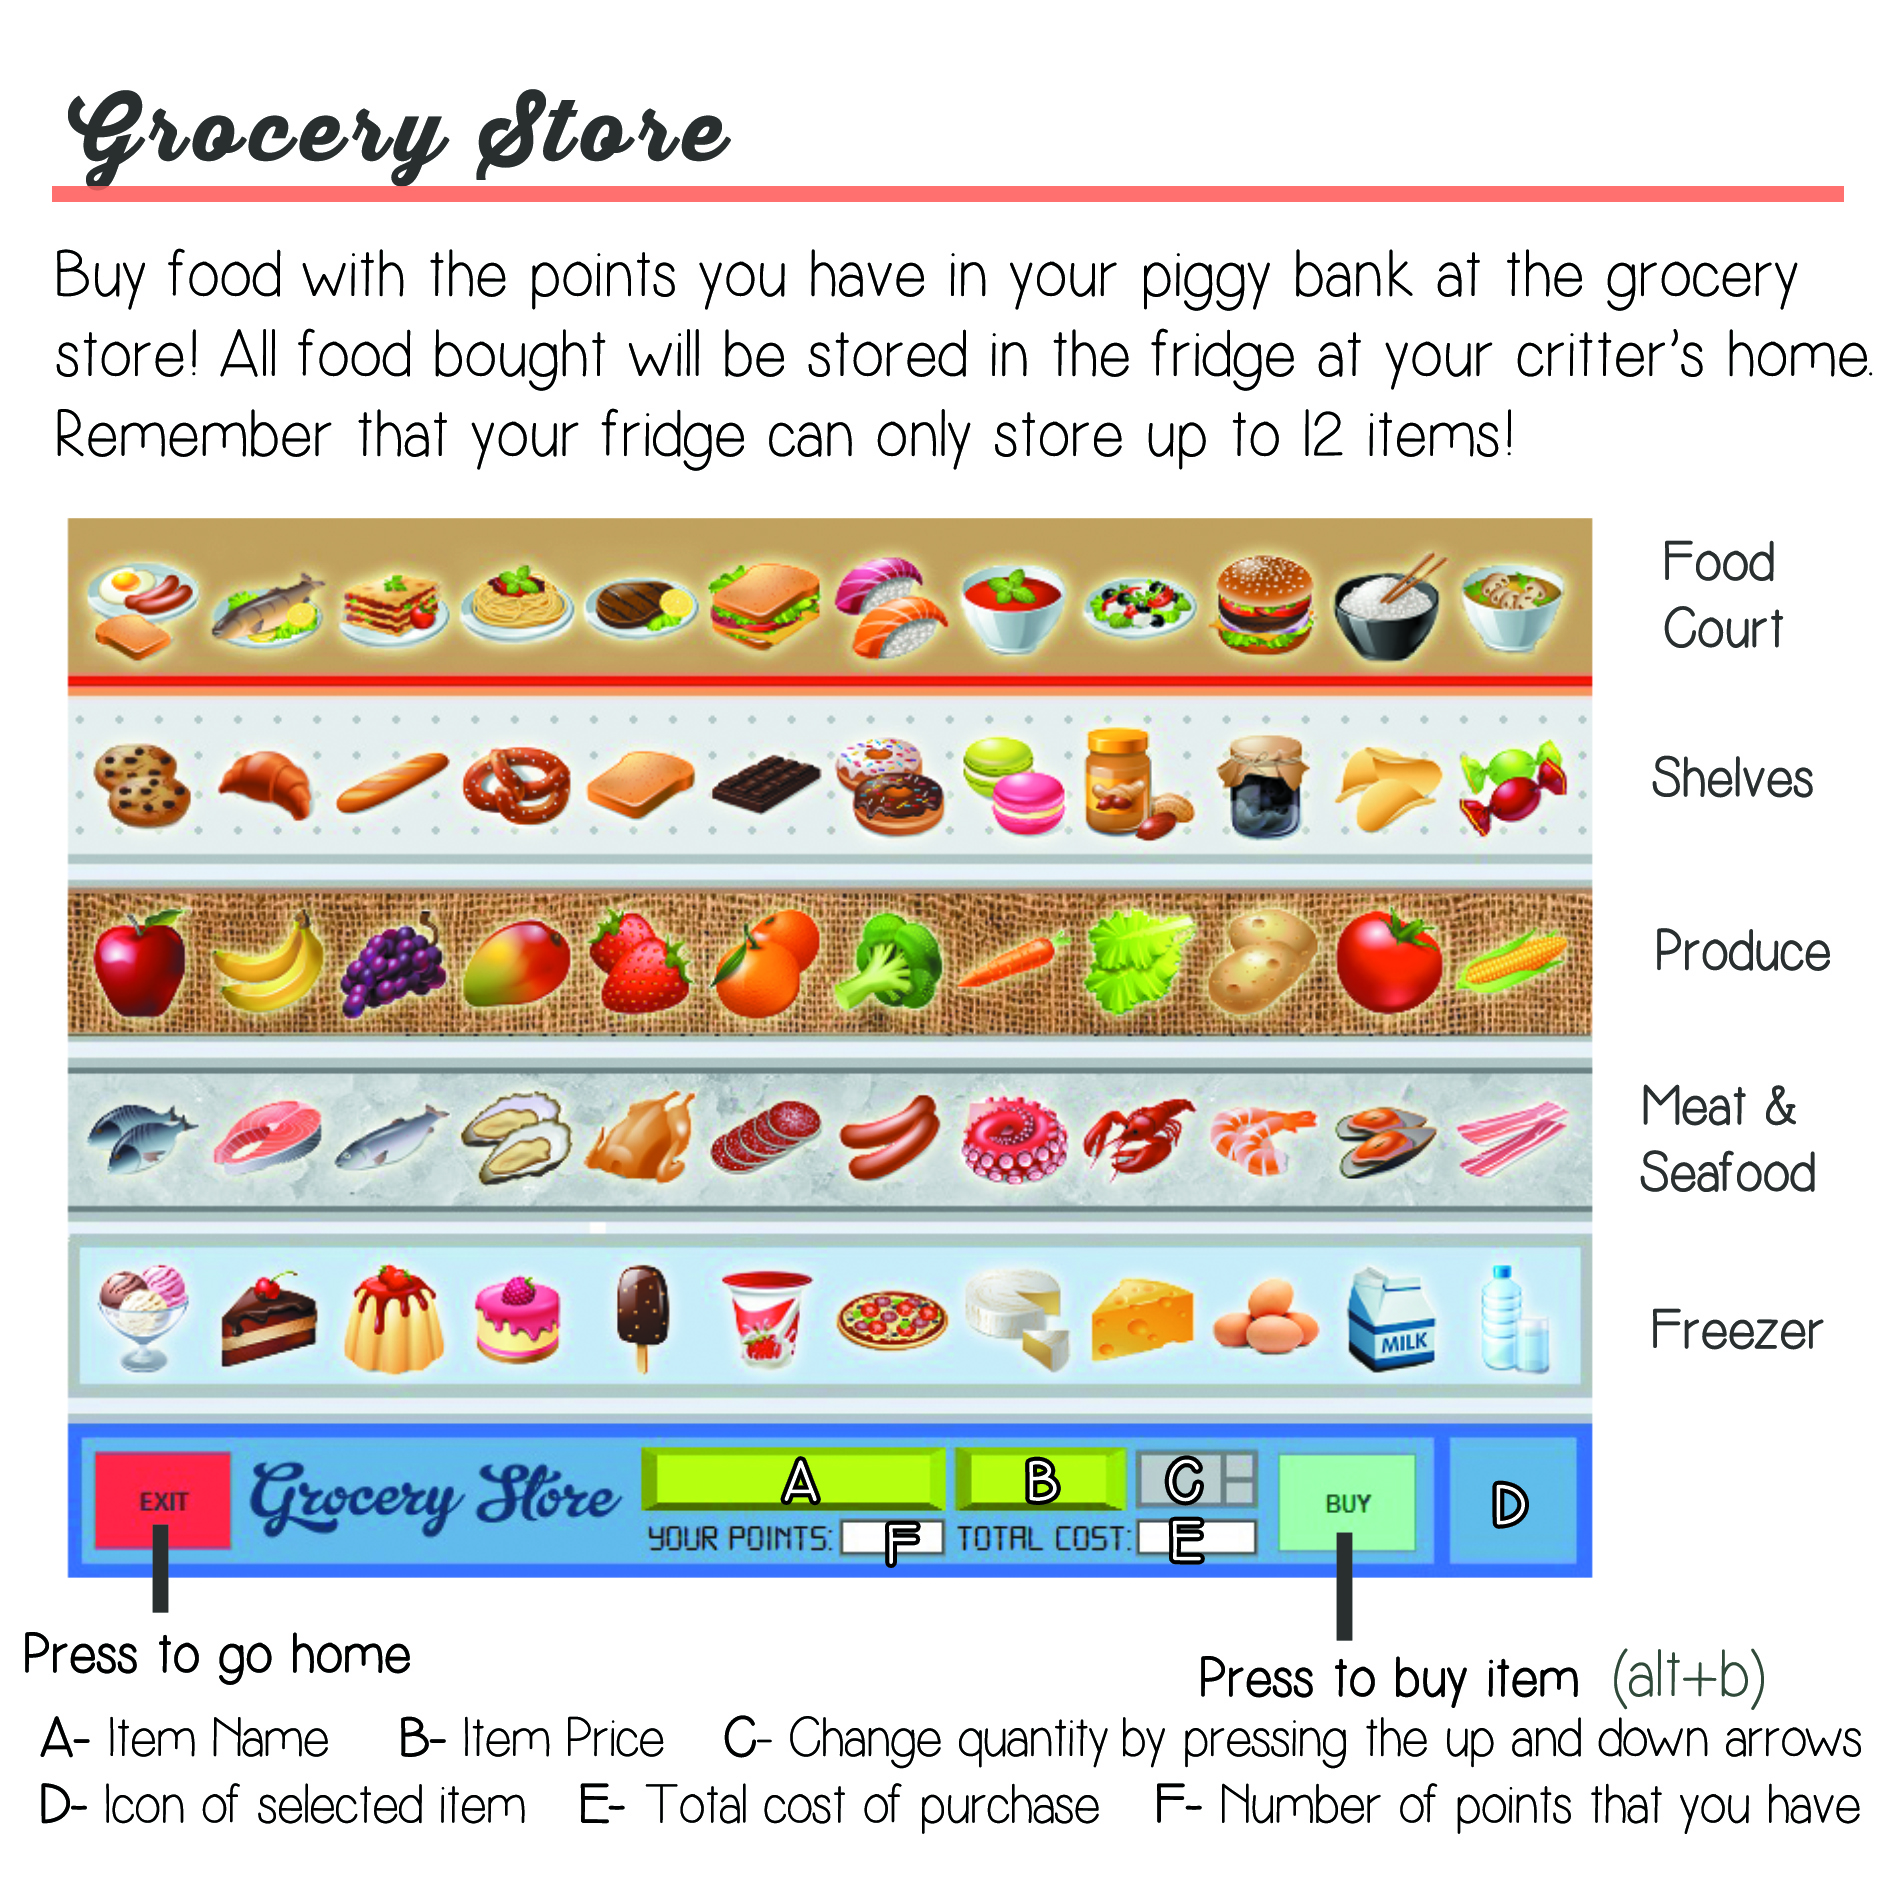 Grocery Store
Buy food with the points you have in your piggy bank at the grocery
store! All food bought will be stored in the fridge at your critter's home.
Remember that your fridge can only store up to 12 items!
Food
Court
Shelves
Produce
Meat &
Seafood
MILK
Freezer
EXIT
Grocery Store
A
B
C
BUY
D
YOUR POINTS:
F
TOTAL COST:
E
Press to go home
Press to buy item (alt+b)
A- Item Name B- Item Price C- Change quantity by pressing the up and down arrows
D- Icon of selected item E- Total cost of purchase F- Number of points that you have